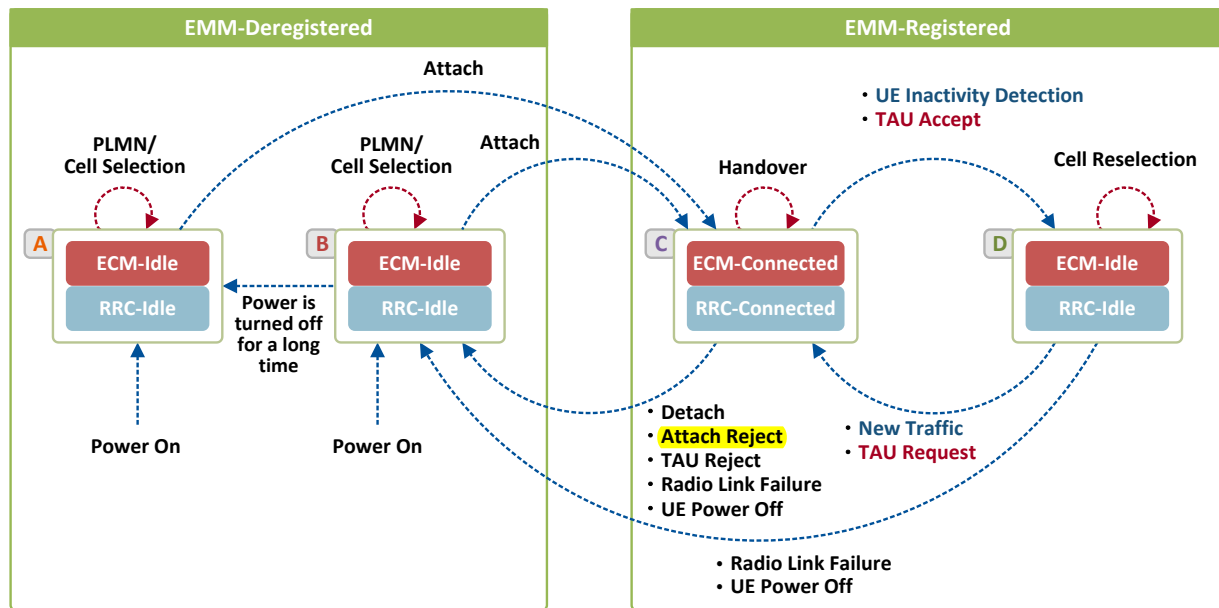 EMM-Deregistered
EMM-Registered
Attach
• UE Inactivity Detection
• TAU Accept
PLMN/
Cell Selection
PLMN/
Cell Selection
Attach
Handover
Cell Reselection
A
ECM-Idle
RRC-Idle
B
ECM-Idle
RRC-Idle
C
ECM-Connected
RRC-Connected
D
ECM-Idle
RRC-Idle
Power is
turned off
for a long
time
Power On
Power On
• Detach
• Attach Reject
• TAU Reject
• Radio Link Failure
• UE Power Off
• New Traffic
• TAU Request
• Radio Link Failure
• UE Power Off